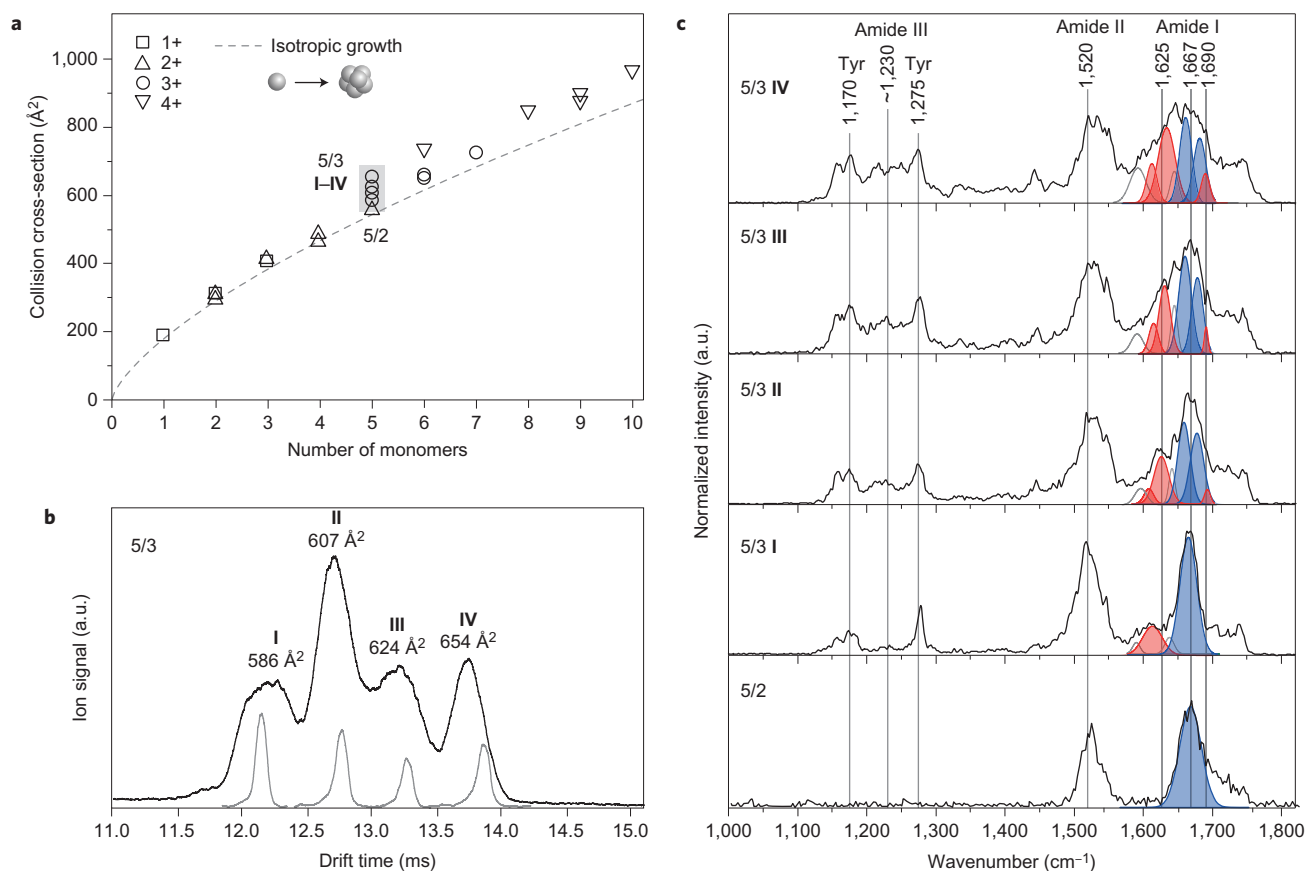 a
1+
2+
3+
4+
Isotropic growth
5/3
I–IV
5/2
1,000
800
600
400
200
0
Collision cross-section (Å²)
0 1 2 3 4 5 6 7 8 9 10
Number of monomers
b
5/3
I
586 Å²
II
607 Å²
III
624 Å²
IV
654 Å²
Ion signal (a.u.)
11.0 11.5 12.0 12.5 13.0 13.5 14.0 14.5 15.0
Drift time (ms)
c
Amide III
Amide II
Amide I
1,170 Tyr
~1,230
1,275 Tyr
1,520
1,625
1,667
1,690
5/3 IV
5/3 III
5/3 II
5/3 I
5/2
Normalized intensity (a.u.)
1,000 1,100 1,200 1,300 1,400 1,500 1,600 1,700 1,800
Wavenumber (cm⁻¹)